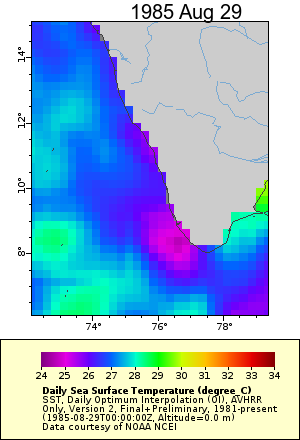 1985 Aug 29
14°
12°
10°
8°
74° 76° 78°
24 25 26 27 28 29 30 31 32 33 34
Daily Sea Surface Temperature (degree_C)
SST, Daily Optimum Interpolation (OI), AVHRR
Only, Version 2, Final+Preliminary, 1981-present
(1985-08-29T00:00:00Z, Altitude=0.0 m)
Data courtesy of NOAA NCEI